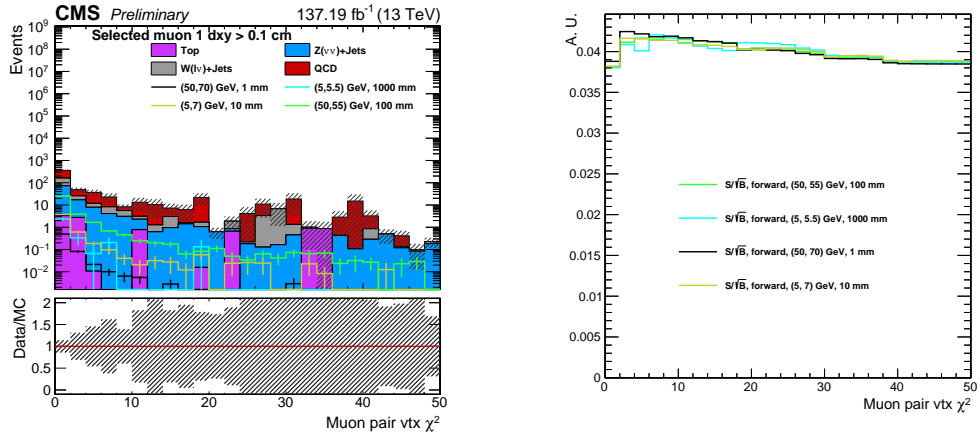 CMS Preliminary 137.19 fb⁻¹ (13 TeV)
Selected muon 1 dxy > 0.1 cm
Top Z(νν)+Jets
W(lν)+Jets QCD
(50,70) GeV, 1 mm (5,5.5) GeV, 1000 mm
(5,7) GeV, 10 mm (50,55) GeV, 100 mm
Events
10⁹
10⁸
10⁷
10⁶
10⁵
10⁴
10³
10²
10
1
10⁻¹
10⁻²
Data/MC
2
1.5
1
0.5
0
0 10 20 30 40 50
Muon pair vtx χ²
A. U.
0.04
0.035
0.03
0.025
0.02
0.015
0.01
0.005
0
S/√B, forward, (50, 55) GeV, 100 mm
S/√B, forward, (5, 5.5) GeV, 1000 mm
S/√B, forward, (50, 70) GeV, 1 mm
S/√B, forward, (5, 7) GeV, 10 mm
0 10 20 30 40 50
Muon pair vtx χ²